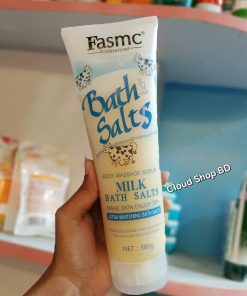 Fasmc
Professional
Bath
Salts
BODY MASSAGE SCRUB
MILK
BATH SALTS
MAKE SKIN ENJOY SPA
EXTRA WHITENING BATH SALTS
NET : 380g
Cloud Shop BD